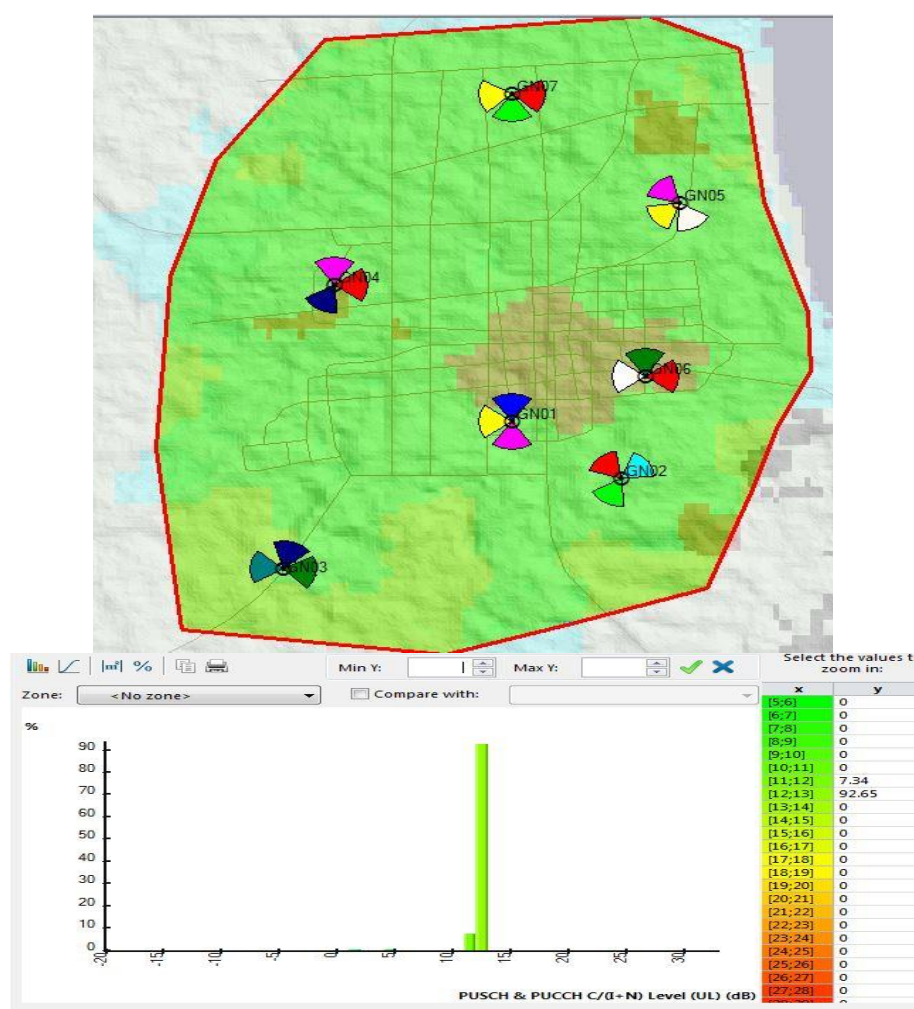 GN07
GN05
GN04
GN06
GN01
GN02
GN03
Min Y: Max Y: Select the values t
zoom in:
Zone: <No zone> Compare with:
x y
%
[5;6] 0
[6;7] 0
[7;8] 0
[8;9] 0
[9;10] 0
[10;11] 0
[11;12] 7.34
[12;13] 92.65
[13;14] 0
[14;15] 0
[15;16] 0
[16;17] 0
[17;18] 0
[18;19] 0
[19;20] 0
[20;21] 0
[21;22] 0
[22;23] 0
[23;24] 0
[24;25] 0
[25;26] 0
[26;27] 0
[27;28] 0
90
80
70
60
50
40
30
20
10
0
-20 -15 -10 -5 0 5 10 15 20 25 30
PUSCH & PUCCH C/(I+N) Level (UL) (dB)